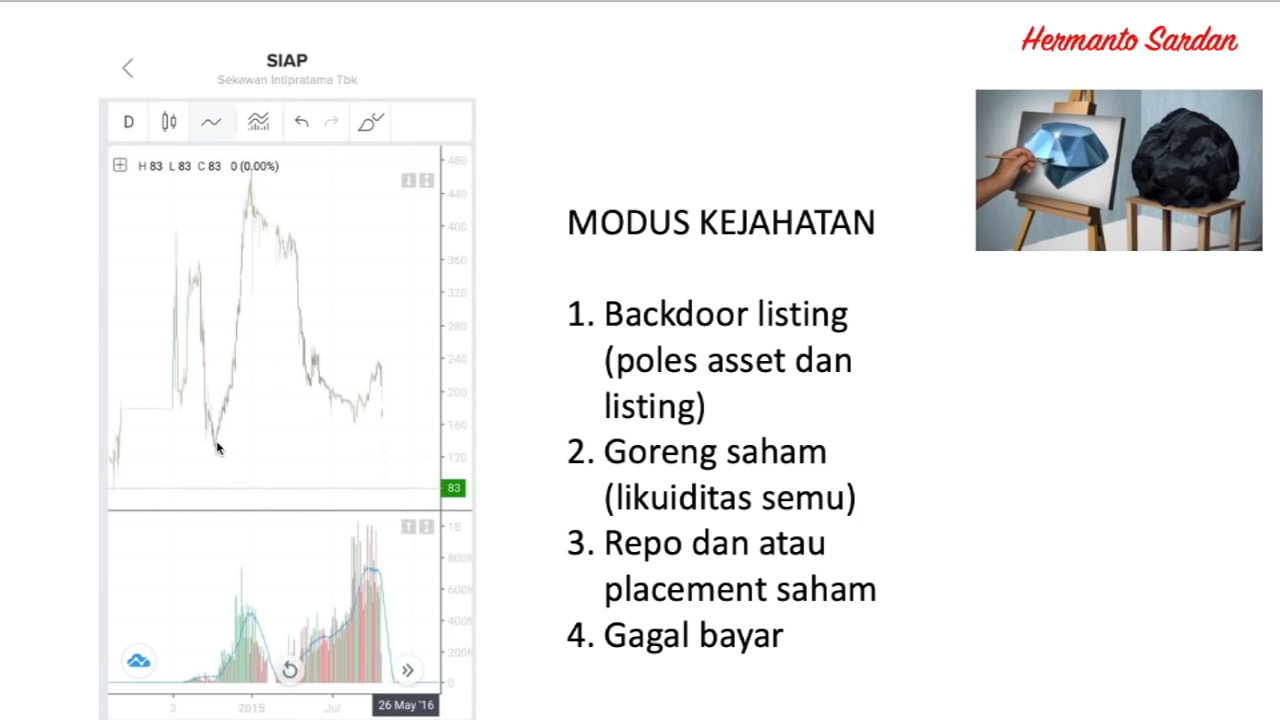 Hermanto Sardan
SIAP
Sekawan Intipratama Tbk
D
H 83 L 83 C 83 0 (0.00%)
480
440
400
360
320
280
240
200
160
120
83
1B
800M
600M
400M
200M
0
3
2015
Jul
26 May '16
MODUS KEJAHATAN
1. Backdoor listing
(poles asset dan
listing)
2. Goreng saham
(likuiditas semu)
3. Repo dan atau
placement saham
4. Gagal bayar